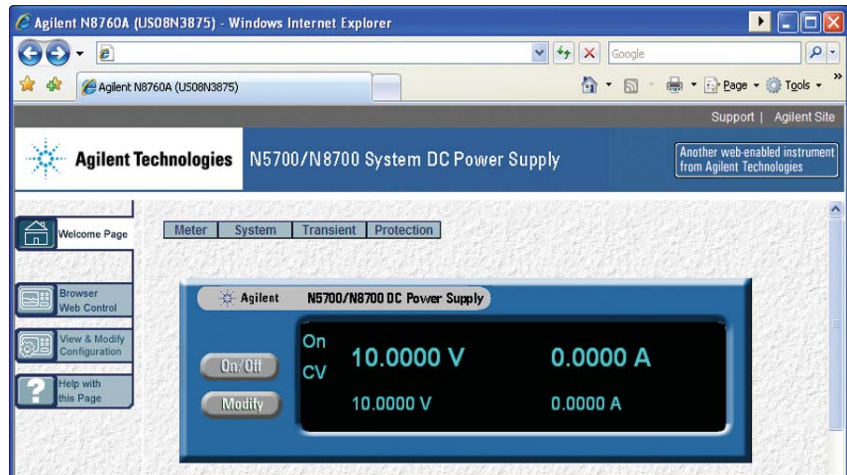 Agilent N8760A (US08N3875) - Windows Internet Explorer
Google
Agilent N8760A (US08N3875)
Page
Tools
Support | Agilent Site
Agilent Technologies
N5700/N8700 System DC Power Supply
Another web-enabled instrument
from Agilent Technologies
Welcome Page
Meter
System
Transient
Protection
Browser
Web Control
View & Modify
Configuration
Help with
this Page
Agilent
N5700/N8700 DC Power Supply
On/Off
Modify
On
CV
10.0000 V
0.0000 A
10.0000 V
0.0000 A